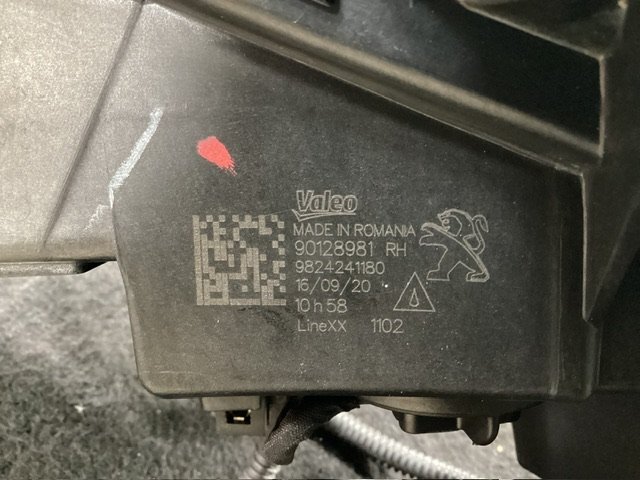 Valeo
MADE IN ROMANIA
90128981 RH
9824241180
16/09/20
10 h 58
LineXX 1102